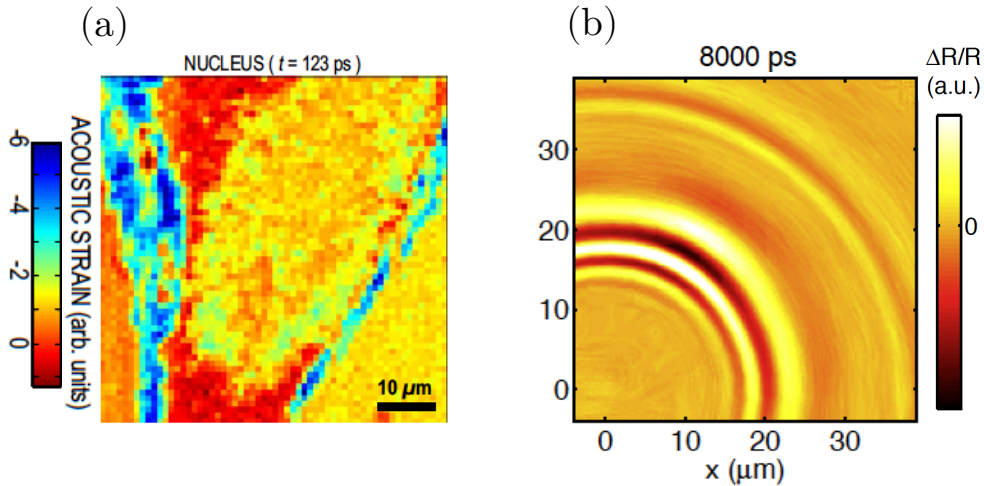 (a)
NUCLEUS ( t = 123 ps )
-6
-4
-2
0
ACOUSTIC STRAIN (arb. units)
10 µm
(b)
8000 ps
ΔR/R
(a.u.)
0
30
20
10
0
0 10 20 30
x (µm)